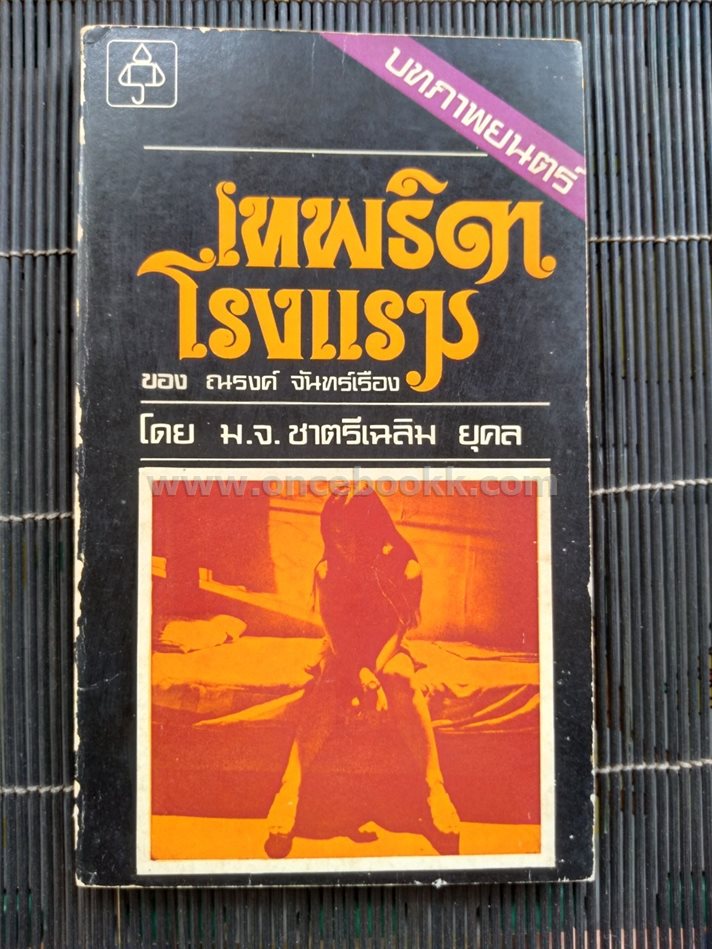 บทภาพยนตร์
เทพธิดา
โรงแรม
ของ ณรงค์ จันทร์เรือง
โดย ม.จ. ชาตรีเฉลิม ยุคล
www.oncebookk.com